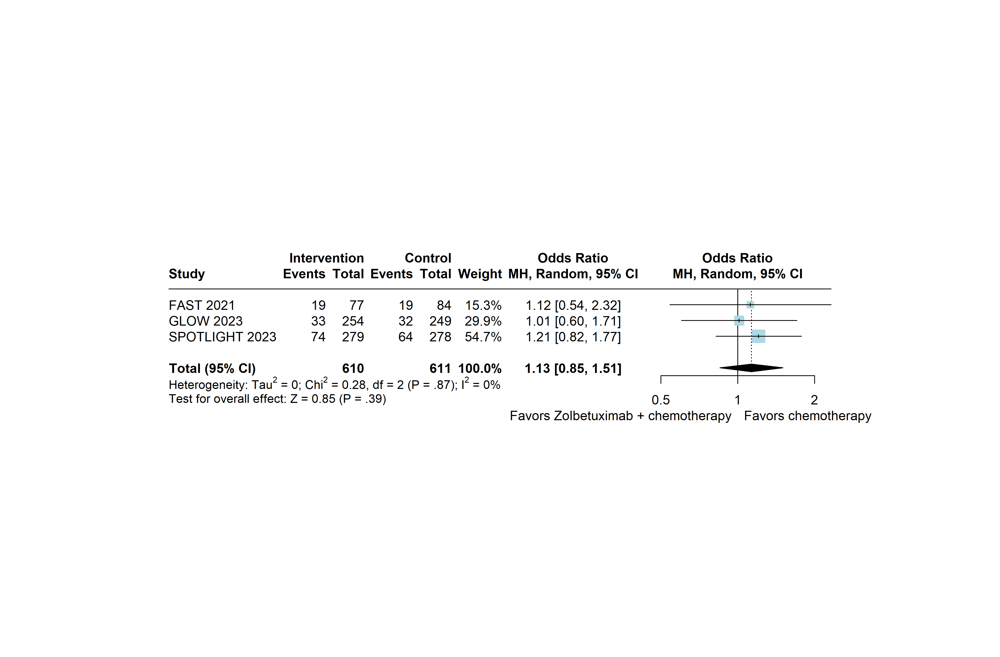 Intervention Control Odds Ratio Odds Ratio
Study Events Total Events Total Weight MH, Random, 95% CI MH, Random, 95% CI
FAST 2021 19 77 19 84 15.3% 1.12 [0.54, 2.32]
GLOW 2023 33 254 32 249 29.9% 1.01 [0.60, 1.71]
SPOTLIGHT 2023 74 279 64 278 54.7% 1.21 [0.82, 1.77]
Total (95% CI) 610 611 100.0% 1.13 [0.85, 1.51]
Heterogeneity: Tau² = 0; Chi² = 0.28, df = 2 (P = .87); I² = 0%
Test for overall effect: Z = 0.85 (P = .39)
0.5 1 2
Favors Zolbetuximab + chemotherapy Favors chemotherapy